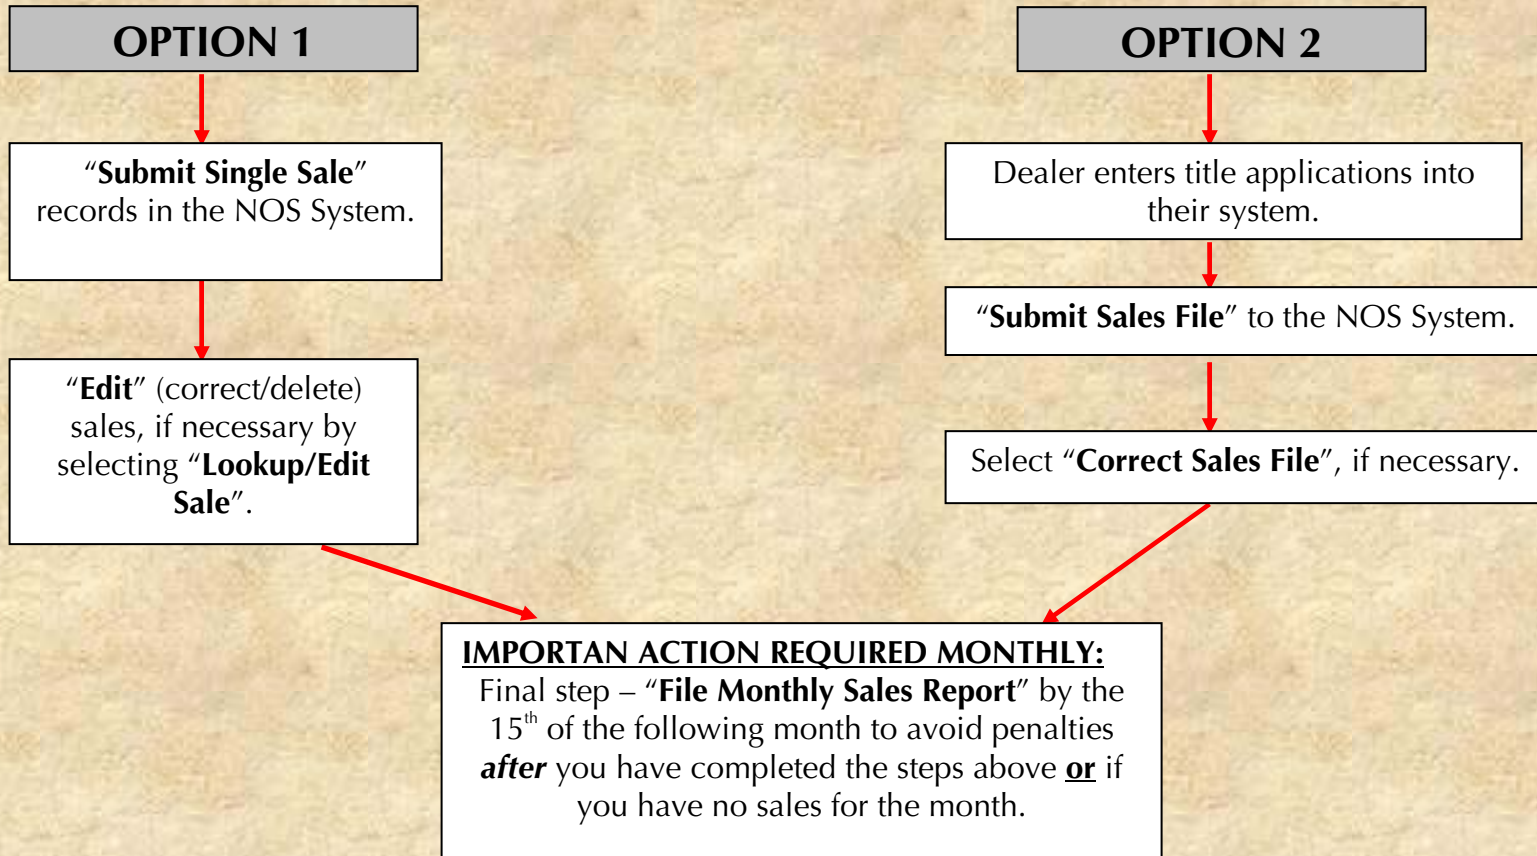 OPTION 1
"Submit Single Sale"
records in the NOS System.
"Edit" (correct/delete)
sales, if necessary by
selecting "Lookup/Edit
Sale".
OPTION 2
Dealer enters title applications into
their system.
"Submit Sales File" to the NOS System.
Select "Correct Sales File", if necessary.
IMPORTAN ACTION REQUIRED MONTHLY:
Final step – "File Monthly Sales Report" by the
15th of the following month to avoid penalties
after you have completed the steps above or if
you have no sales for the month.